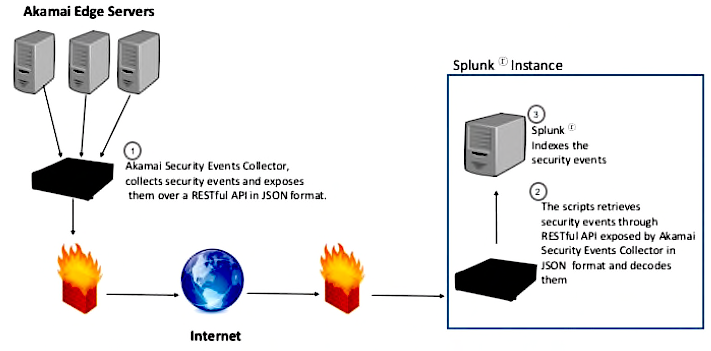 Akamai Edge Servers
1
Akamai Security Events Collector,
collects security events and exposes
them over a RESTful API in JSON format.
Internet
Splunk ⓡ Instance
3
Splunk ⓡ
Indexes the
security events
2
The scripts retrieves
security events through
RESTful API exposed by Akamai
Security Events Collector in
JSON format and decodes
them